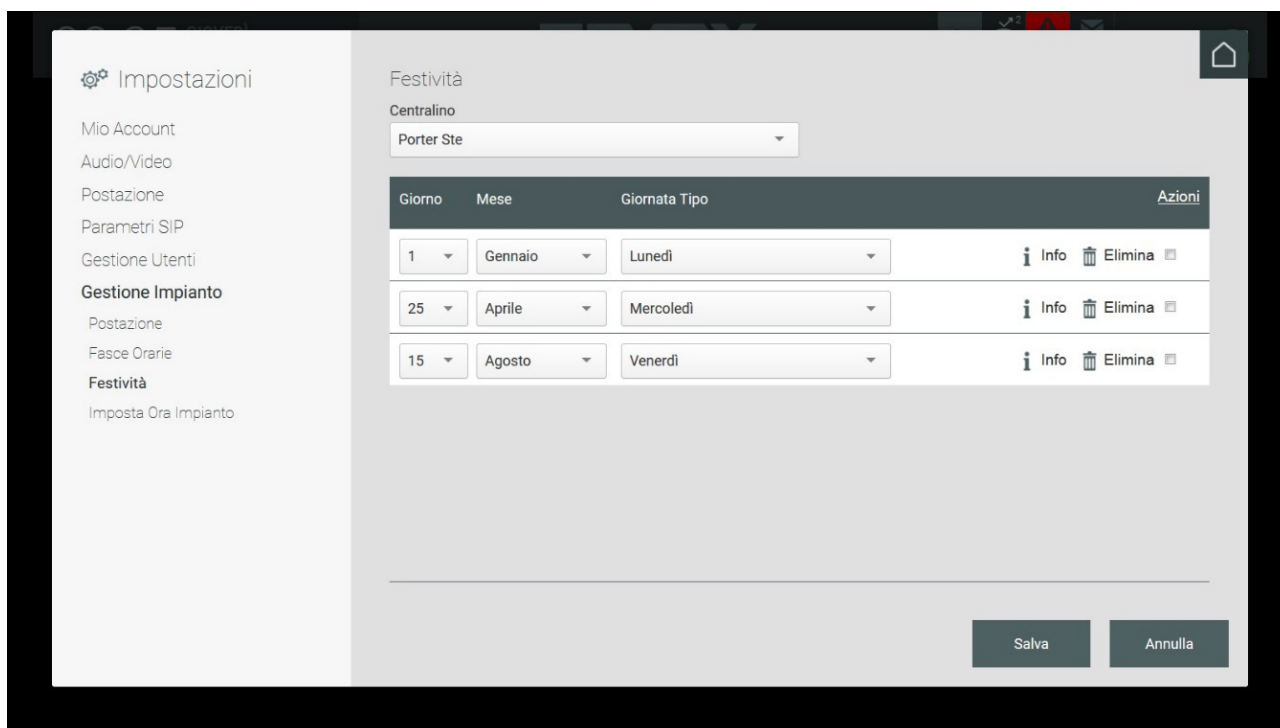 2
Impostazioni
Mio Account
Audio/Video
Postazione
Parametri SIP
Gestione Utenti
Gestione Impianto
Postazione
Fasce Orarie
Festività
Imposta Ora Impianto
Festività
Centralino
Porter Ste
Giorno Mese Giornata Tipo Azioni
1 Gennaio Lunedì Info Elimina
25 Aprile Mercoledì Info Elimina
15 Agosto Venerdì Info Elimina
Salva Annulla